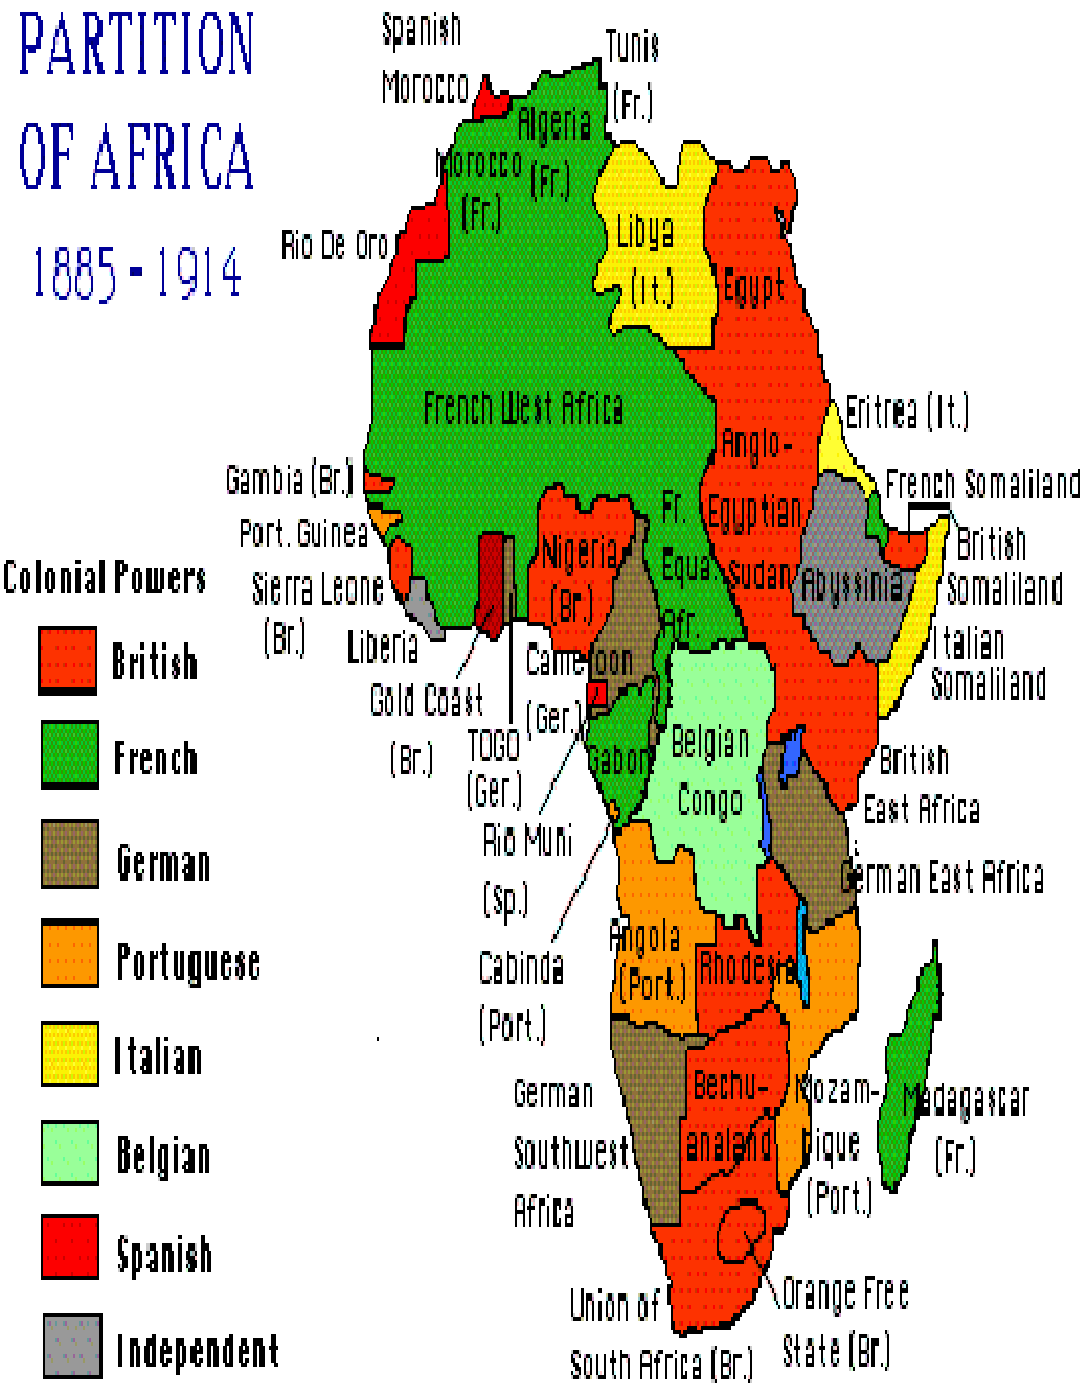 PARTITION
OF AFRICA
1885 - 1914
Spanish
Morocco
Tunis
(Fr.)
Algeria
(Fr.)
Morocco
(Fr.)
Rio De Oro
Libya
(It.)
Egypt
French West Africa
Eritrea (It.)
Anglo-
Egyptian
Sudan
French Somaliland
British
Somaliland
Gambia (Br.)
Port. Guinea
Sierra Leone
(Br.)
Liberia
Gold Coast
(Br.)
TOGO
(Ger.)
Nigeria
(Br.)
Fr.
Equa.
Afr.
Abyssinia
Italian
Somaliland
Cameroon
(Ger.)
Gabon
Belgian
Congo
British
East Africa
Rio Muni
(Sp.)
German East Africa
Cabinda
(Port.)
Angola
(Port.)
Rhodesia
German
Southwest
Africa
Bechu-
analand
Mozam-
bique
(Port.)
Madagascar
(Fr.)
Union of
South Africa (Br.)
Orange Free
State (Br.)
Colonial Powers
British
French
German
Portuguese
Italian
Belgian
Spanish
Independent